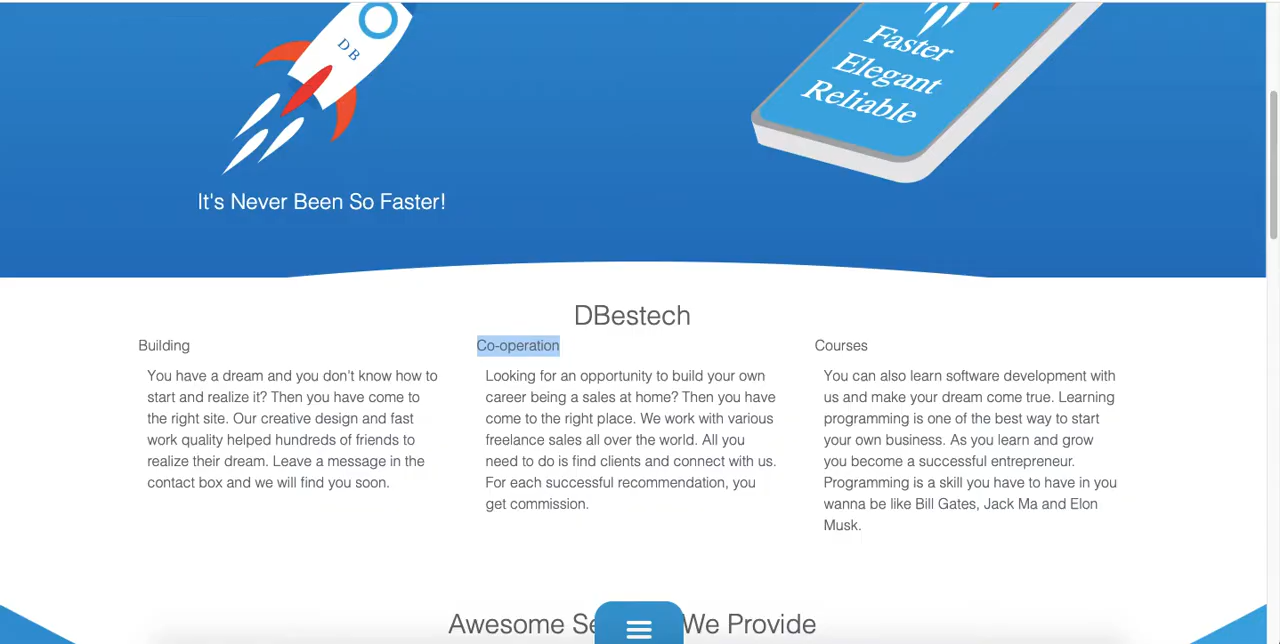 DB
Faster
Elegant
Reliable
It's Never Been So Faster!
DBestech
Building
You have a dream and you don't know how to
start and realize it? Then you have come to
the right site. Our creative design and fast
work quality helped hundreds of friends to
realize their dream. Leave a message in the
contact box and we will find you soon.
Co-operation
Looking for an opportunity to build your own
career being a sales at home? Then you have
come to the right place. We work with various
freelance sales all over the world. All you
need to do is find clients and connect with us.
For each successful recommendation, you
get commission.
Courses
You can also learn software development with
us and make your dream come true. Learning
programming is one of the best way to start
your own business. As you learn and grow
you become a successful entrepreneur.
Programming is a skill you have to have in you
wanna be like Bill Gates, Jack Ma and Elon
Musk.
Awesome We Provide